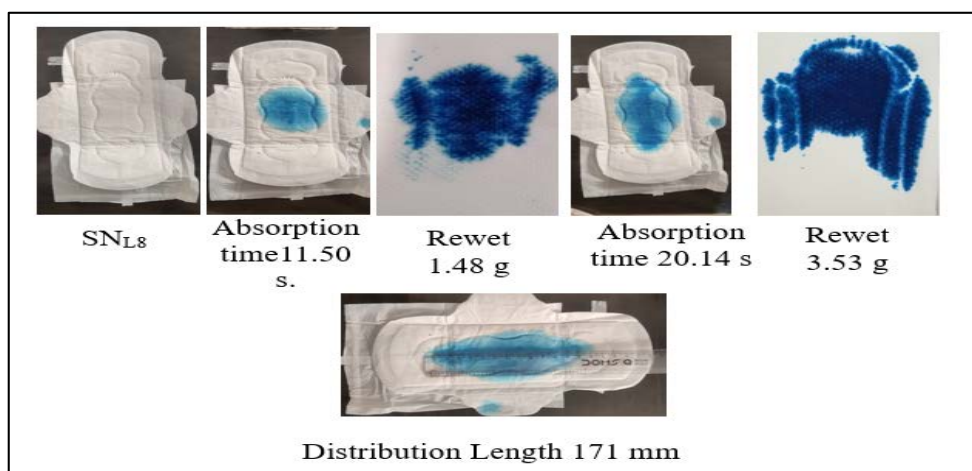 SNL8
Absorption
time11.50
s.
Rewet
1.48 g
Absorption
time 20.14 s
Rewet
3.53 g
Distribution Length 171 mm